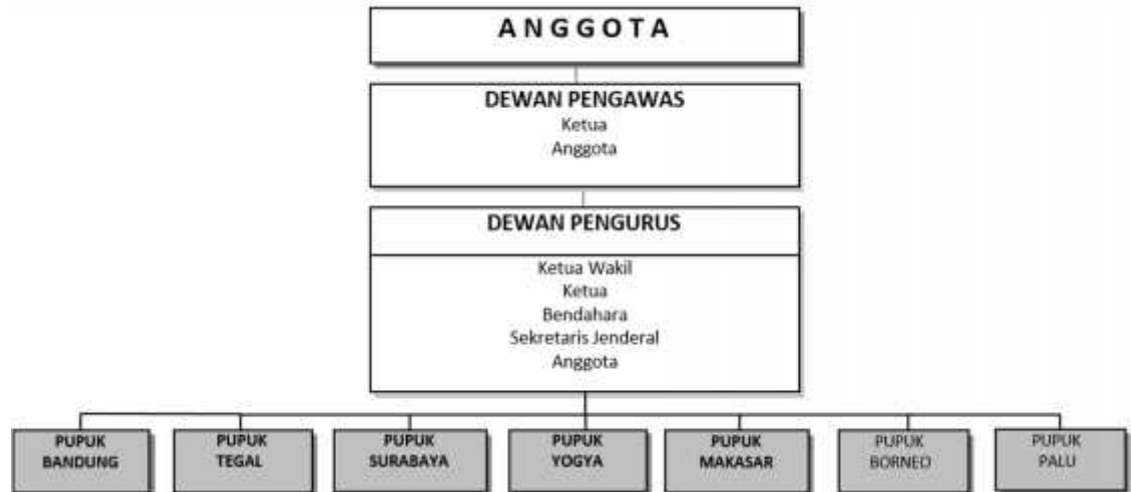 A N G G O T A
DEWAN PENGAWAS
Ketua
Anggota
DEWAN PENGURUS
Ketua Wakil
Ketua
Bendahara
Sekretaris Jenderal
Anggota
PUPUK
BANDUNG
PUPUK
TEGAL
PUPUK
SURABAYA
PUPUK
YOGYA
PUPUK
MAKASAR
PUPUK
BORNEO
PUPUK
PALU